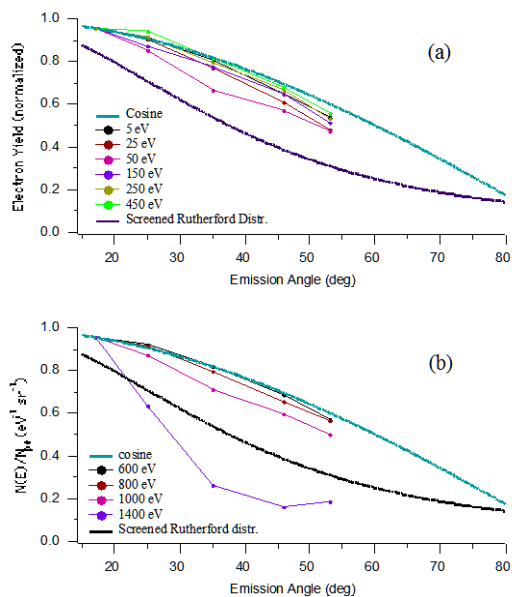 1.0
(a)
0.8
0.6
0.4
0.2
0.0
Electron Yield (normalized)
Cosine
5 eV
25 eV
50 eV
150 eV
250 eV
450 eV
Screened Rutherford Distr.
20 30 40 50 60 70 80
Emission Angle (deg)
1.0
(b)
0.8
0.6
0.4
0.2
0.0
N(E)/Npe (eV-1 sr-1)
cosine
600 eV
800 eV
1000 eV
1400 eV
Screened Rutherford distr.
20 30 40 50 60 70 80
Emission Angle (deg)